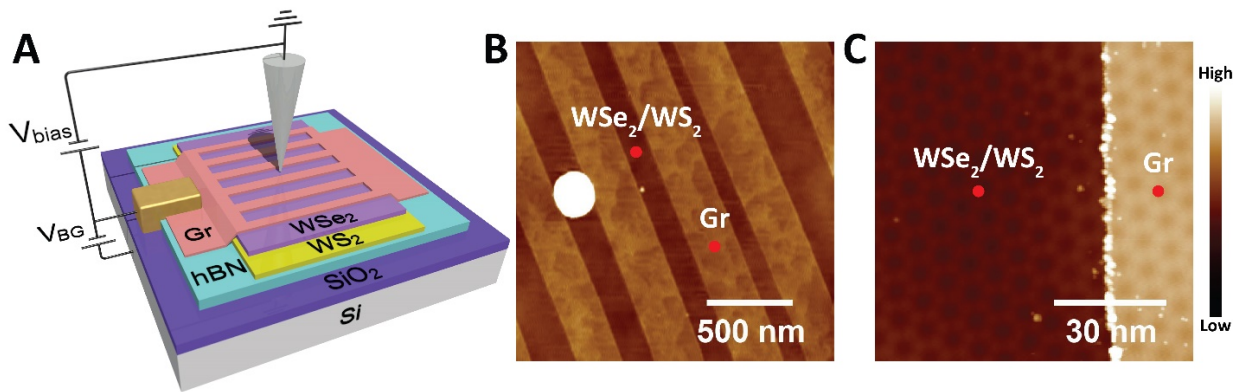 A
V_bias
V_BG
Gr
WSe₂
WS₂
hBN
SiO₂
Si
B
WSe₂/WS₂
Gr
500 nm
C
WSe₂/WS₂
Gr
30 nm
High
Low